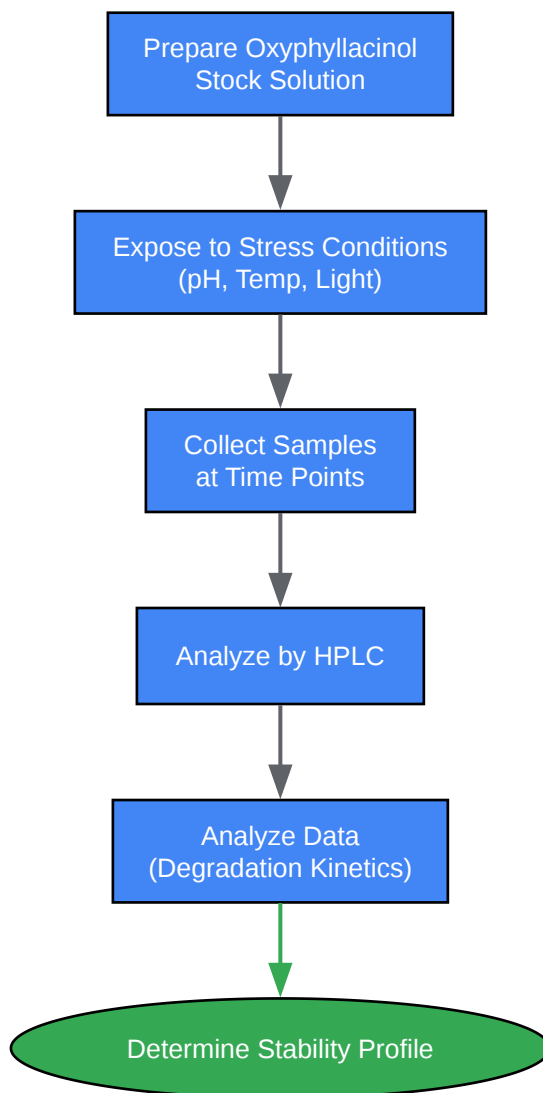 Prepare Oxyphyllacinol
Stock Solution
Expose to Stress Conditions
(pH, Temp, Light)
Collect Samples
at Time Points
Analyze by HPLC
Analyze Data
(Degradation Kinetics)
Determine Stability Profile